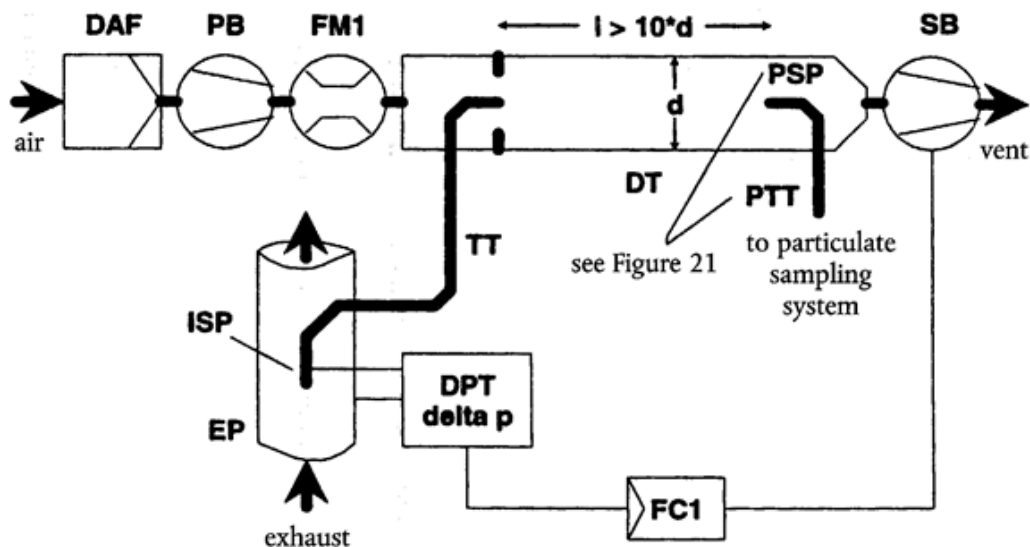 DAF PB FM1 l > 10*d SB
air
d
PSP
vent
DT
PTT
TT
see Figure 21
to particulate
sampling
system
ISP
DPT
delta p
EP
FC1
exhaust